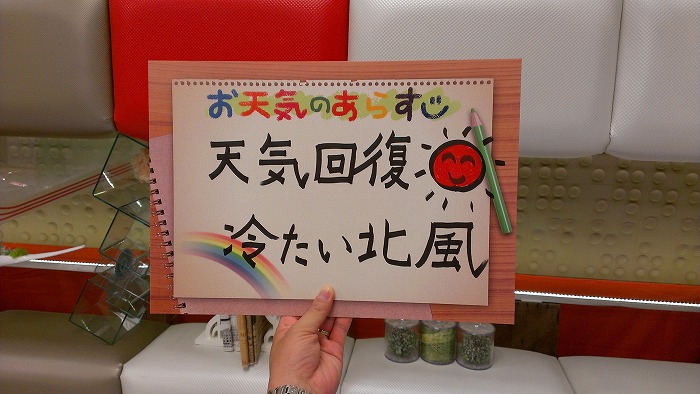 お天気のあらすじ
天気回復
冷たい北風